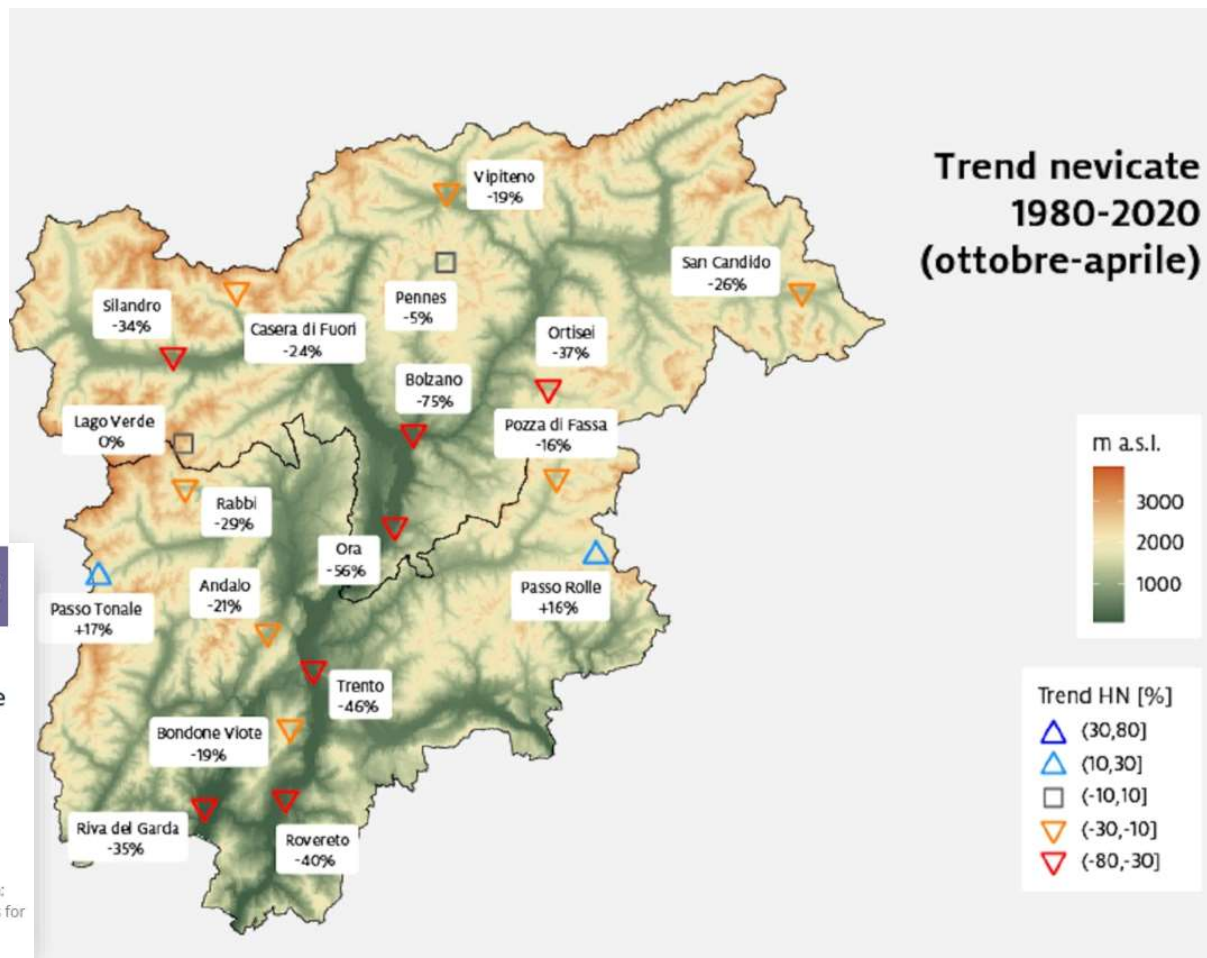 Trend nevicate
1980-2020
(ottobre-aprile)
Vipiteno
-19%
San Candido
-26%
Pennes
-5%
Silandro
-34%
Casera di Fuori
-24%
Ortisei
-37%
Bolzano
-75%
Lago Verde
0%
Pozza di Fassa
-16%
Rabbi
-29%
Ora
-56%
Andalo
-21%
Passo Rolle
+16%
Passo Tonale
+17%
Trento
-46%
Bondone Viote
-19%
Riva del Garda
-35%
Rovereto
-40%
m a.s.l.
3000
2000
1000
Trend HN [%]
(30,80]
(10,30]
(-10,10]
(-30,-10]
(-80,-30]
e
:
for